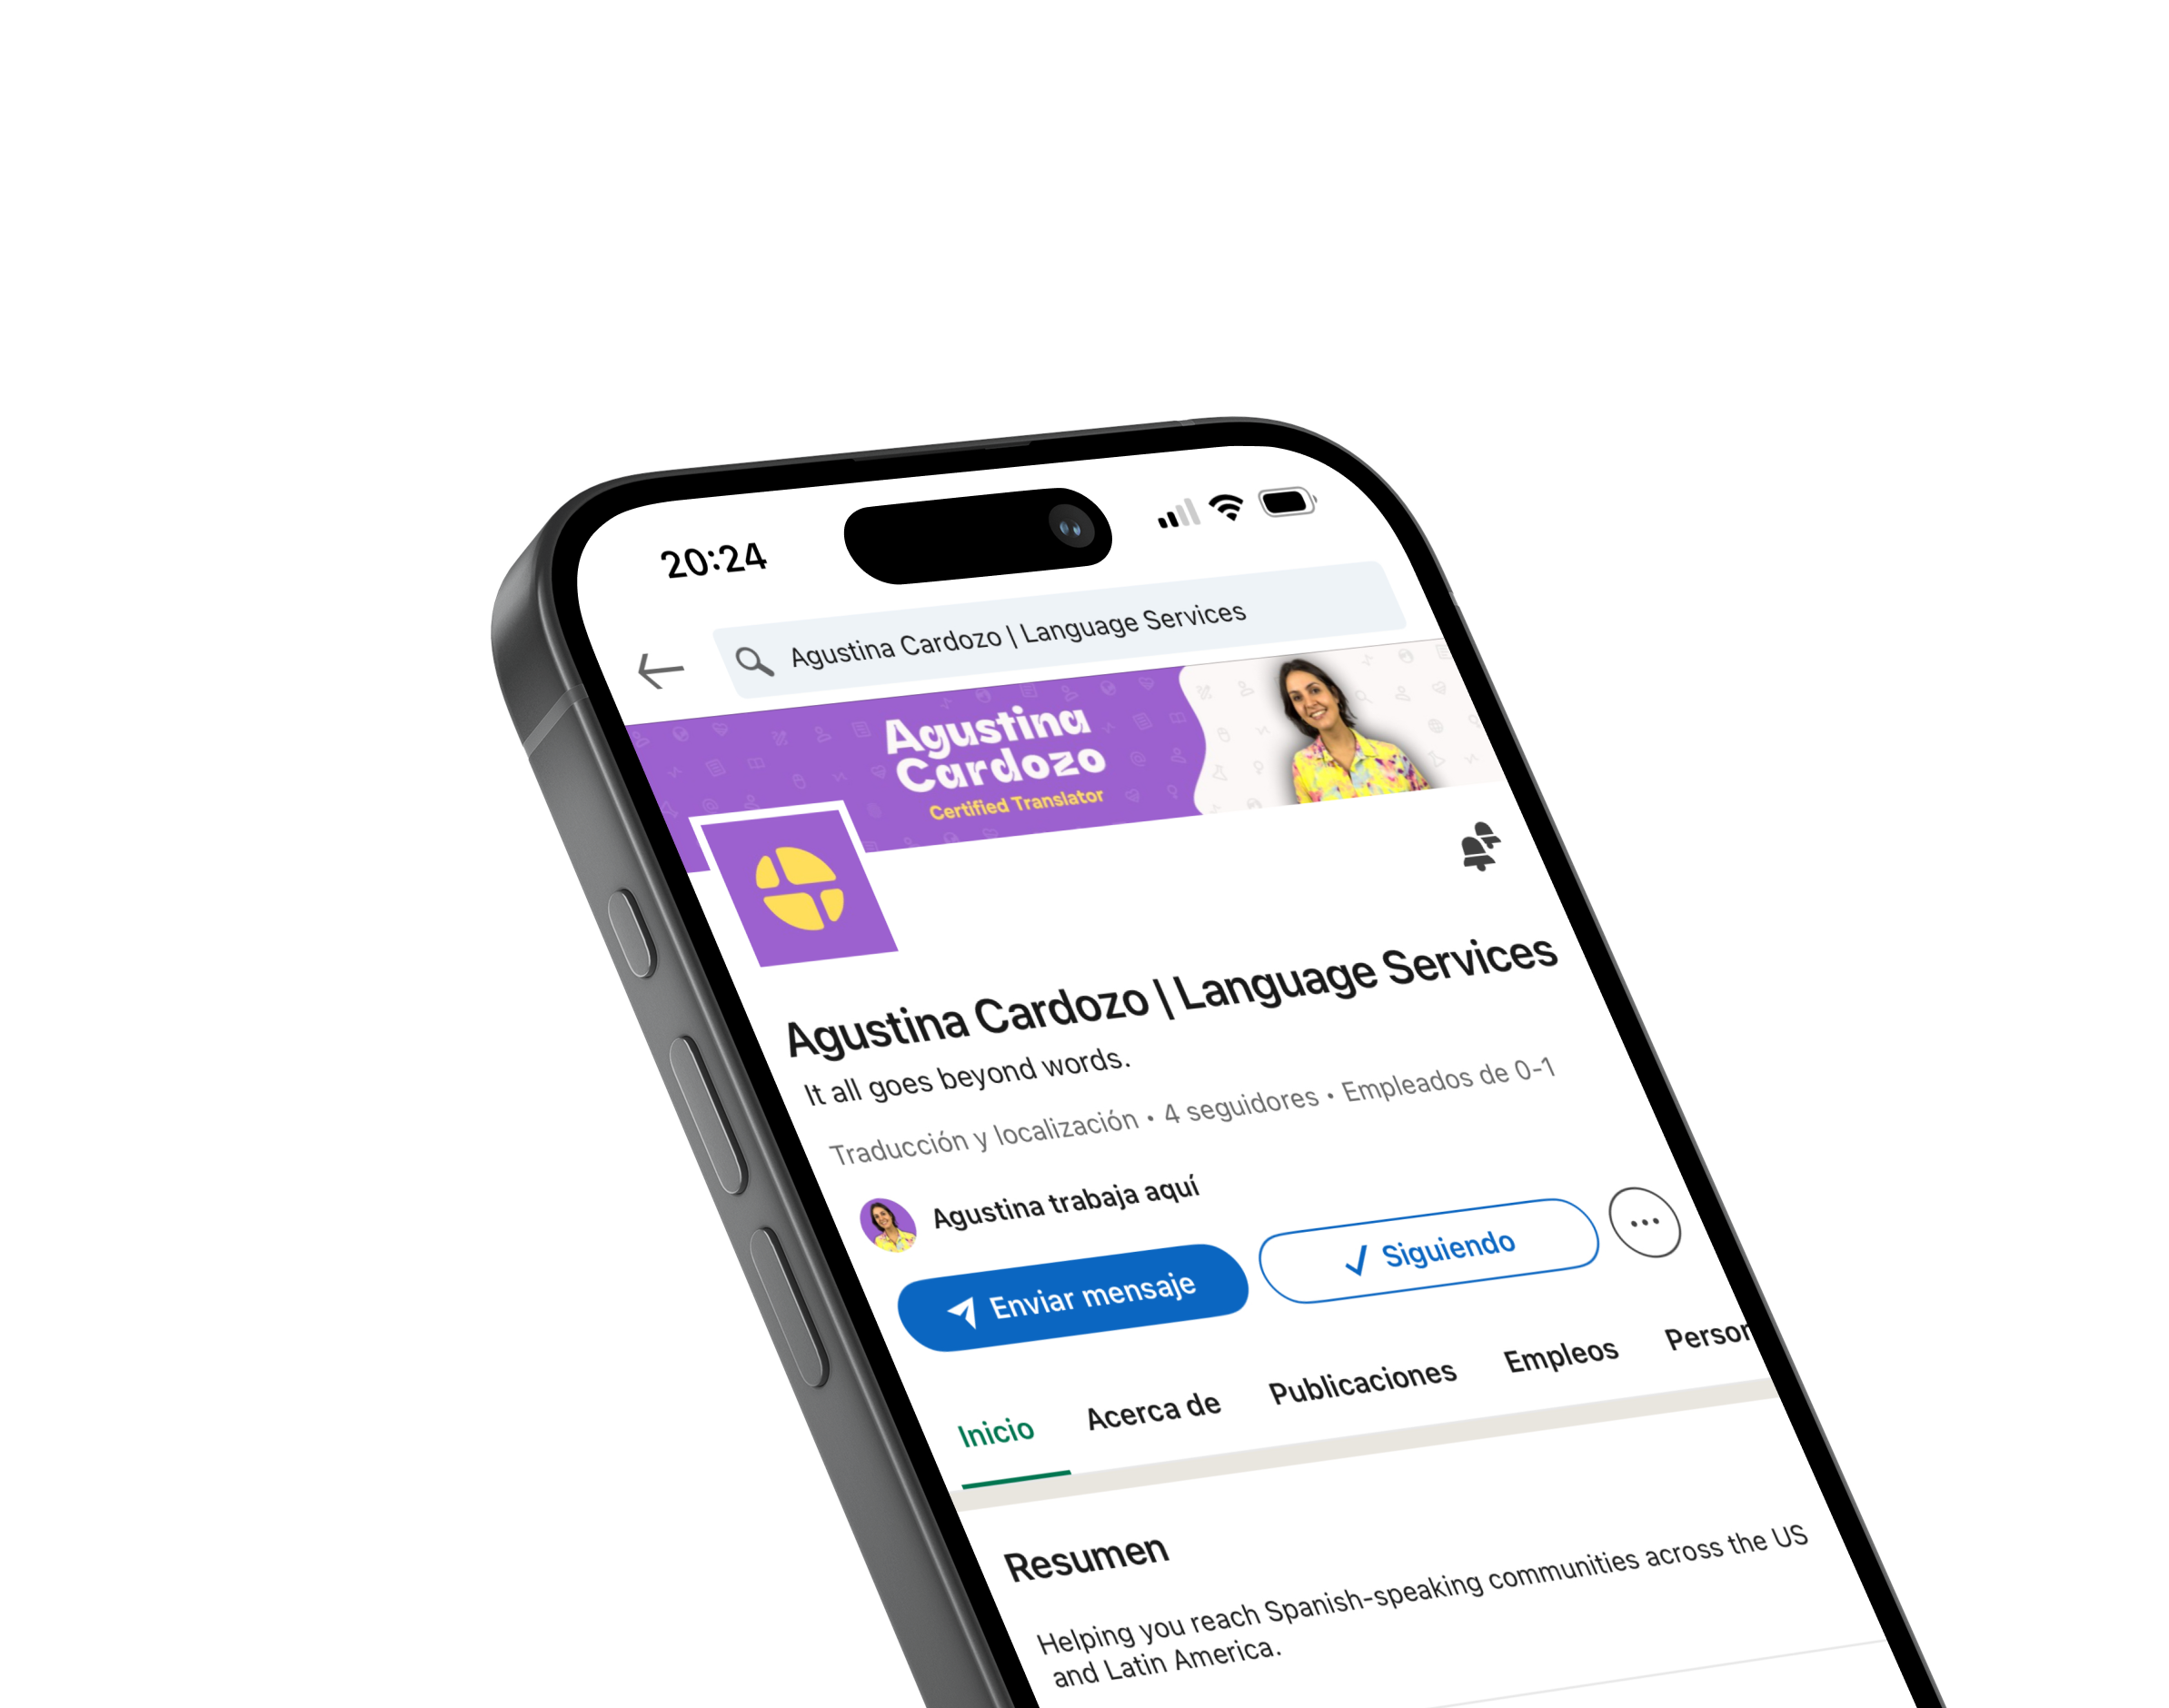 20:24
Agustina Cardozo | Language Services
Agustina
Cardozo
Certified Translator
Agustina Cardozo | Language Services
It all goes beyond words.
Traducción y localización • 4 seguidores • Empleados de 0-1
Agustina trabaja aquí
Enviar mensaje
Siguiendo
Inicio Acerca de Publicaciones Empleos Person
Resumen
Helping you reach Spanish-speaking communities across the US
and Latin America.